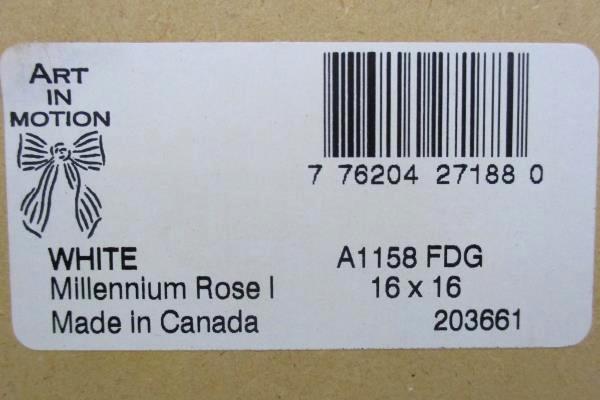 ART
IN
MOTION
7 76204 27188 0
WHITE
A1158 FDG
Millennium Rose I
16 x 16
Made in Canada
203661